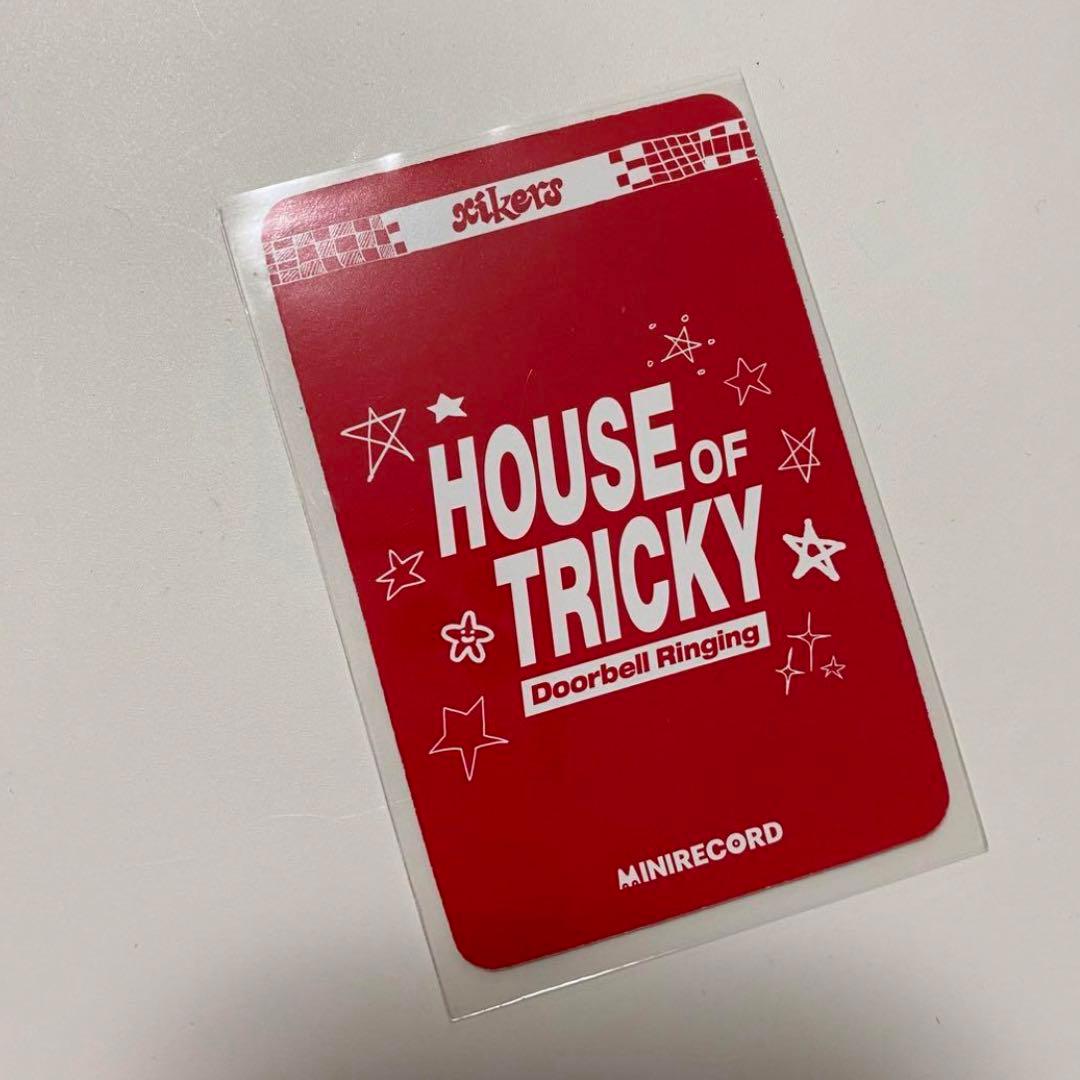 xikers
HOUSE OF
TRICKY
Doorbell Ringing
MINIRECORD